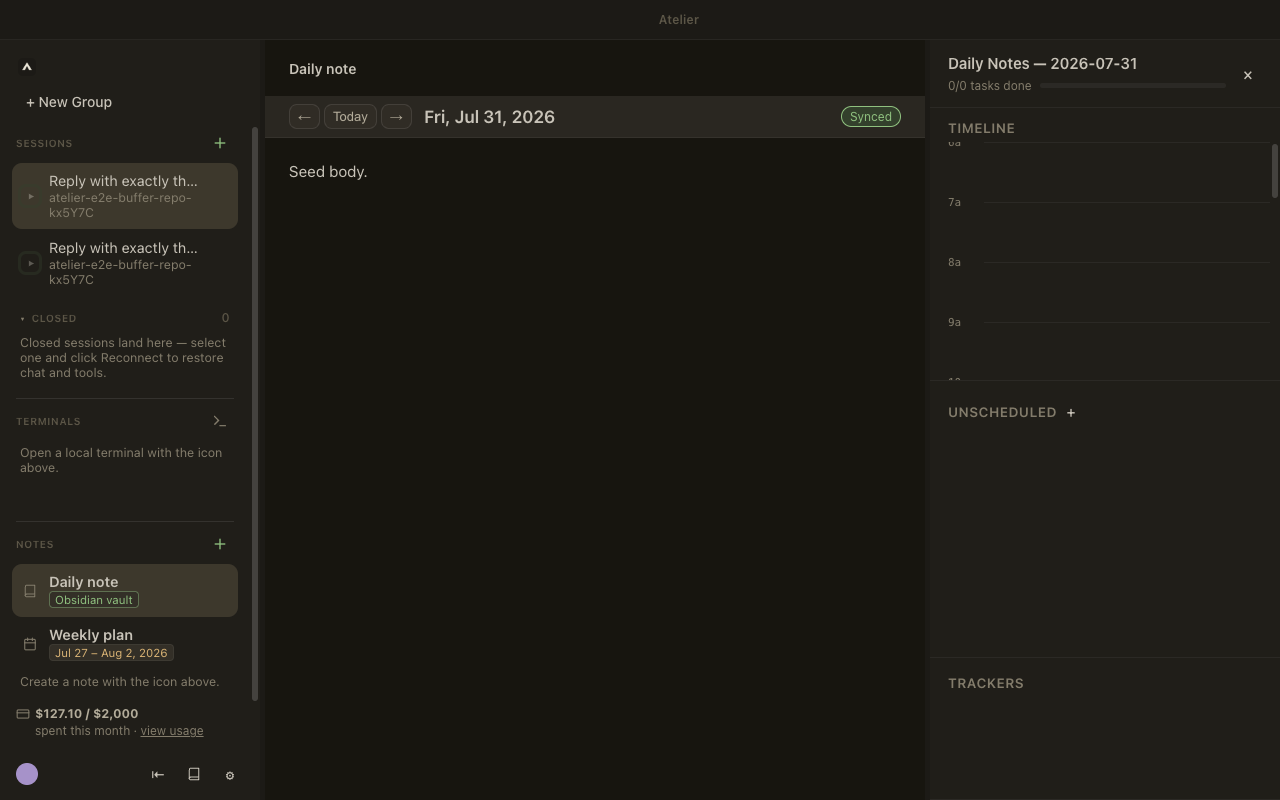 Atelier
+ New Group
SESSIONS
Reply with exactly th...
atelier-e2e-buffer-repo-
kx5Y7C
Reply with exactly th...
atelier-e2e-buffer-repo-
kx5Y7C
CLOSED 0
Closed sessions land here — select
one and click Reconnect to restore
chat and tools.
TERMINALS
Open a local terminal with the icon
above.
NOTES
Daily note
Obsidian vault
Weekly plan
Jul 27 – Aug 2, 2026
Create a note with the icon above.
$127.10 / $2,000
spent this month · view usage
Daily note
← Today → Fri, Jul 31, 2026 Synced
Seed body.
Daily Notes — 2026-07-31
0/0 tasks done
×
TIMELINE
6a
7a
8a
9a
UNSCHEDULED +
TRACKERS